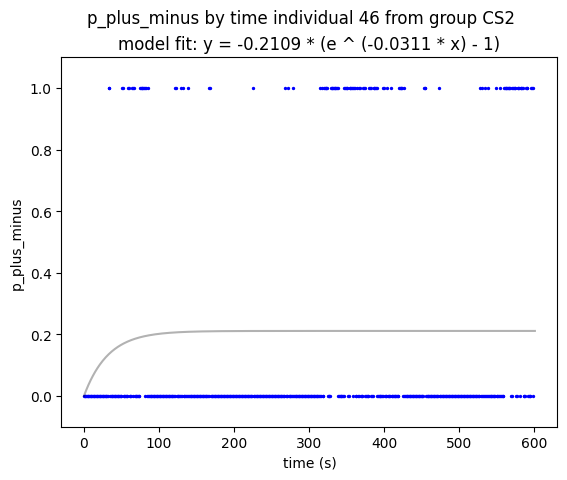 p_plus_minus by time individual 46 from group CS2
model fit: y = -0.2109 * (e ^ (-0.0311 * x) - 1)
1.0
0.8
0.6
0.4
0.2
0.0
p_plus_minus
0 100 200 300 400 500 600
time (s)